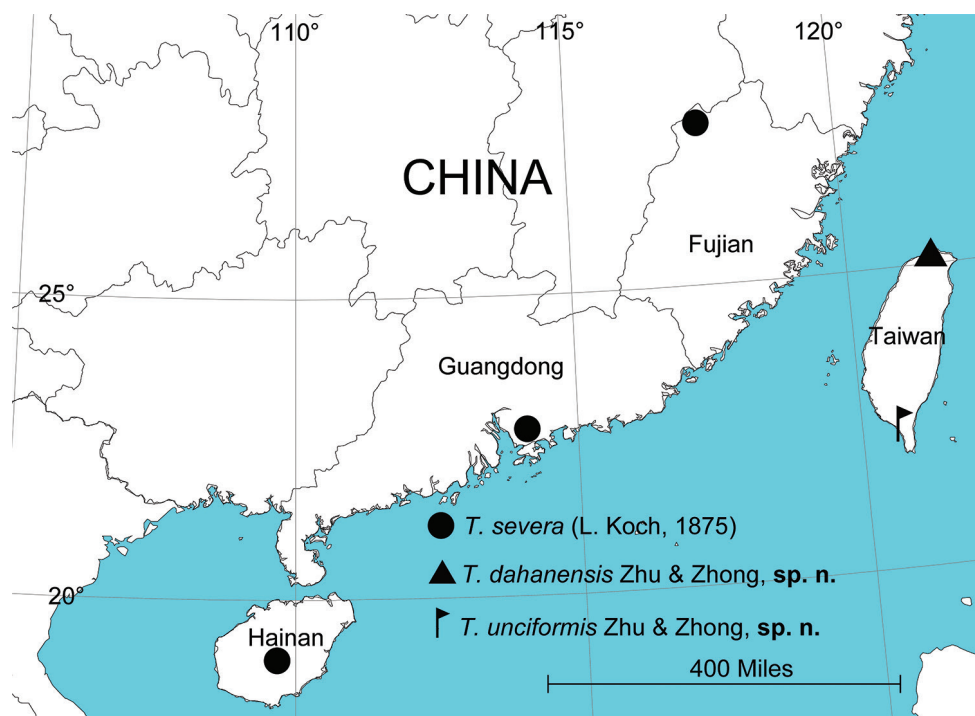 110° 115° 120°
CHINA
Fujian
25°
Taiwan
Guangdong
T. severa (L. Koch, 1875)
T. dahanensis Zhu & Zhong, sp. n.
20°
T. unciformis Zhu & Zhong, sp. n.
Hainan
400 Miles